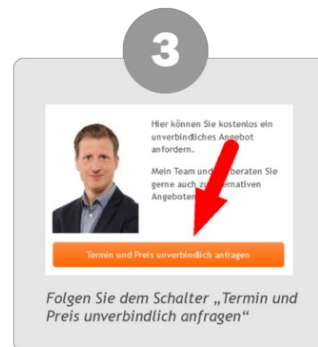 3
Hier können Sie kostenlos ein
unverbindliches Angebot
anfordern.
Mein Team und beraten Sie
gerne auch zu
Angeboten
Termin und Preis unverbindlich anfragen
Folgen Sie dem Schalter „Termin und
Preis unverbindlich anfragen“